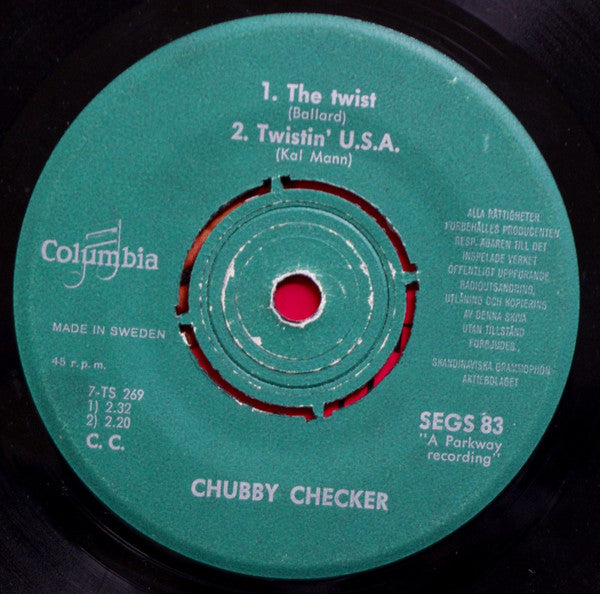 1. The twist
(Ballard)
2. Twistin' U.S.A.
(Kal Mann)
Columbia
MADE IN SWEDEN
45 r.p.m.
7-TS 269
1) 2.32
2) 2.20
C. C.
ALLA RÄTTIGHETER
FÖRBEHÅLLES PRODUCENTEN
RESP. ÄGAREN TILL DET
INSPELADE VERKET
OFFENTLIGT UPPFÖRANDE
RADIOUTSÄNDNING,
UTLÅNING OCH KOPIERING
AV DENNA SKIVA
UTAN TILLSTÅND
FÖRBJUDES.
SKANDINAVISKA GRAMMOPHON
AKTIEBOLAGET
SEGS 83
"A Parkway
recording"
CHUBBY CHECKER